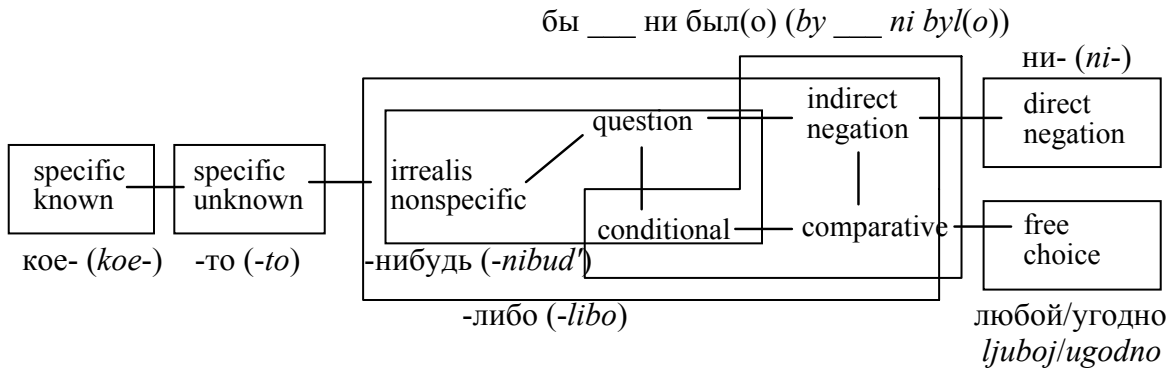 бы ___ ни был(о) (by ___ ni byl(o))
ни- (ni-)
specific
known
specific
unknown
irrealis
nonspecific
question
conditional
indirect
negation
comparative
direct
negation
free
choice
кое- (koe-)
-то (-to)
-нибудь (-nibud')
-либо (-libo)
любой/угодно
ljuboj/ugodno